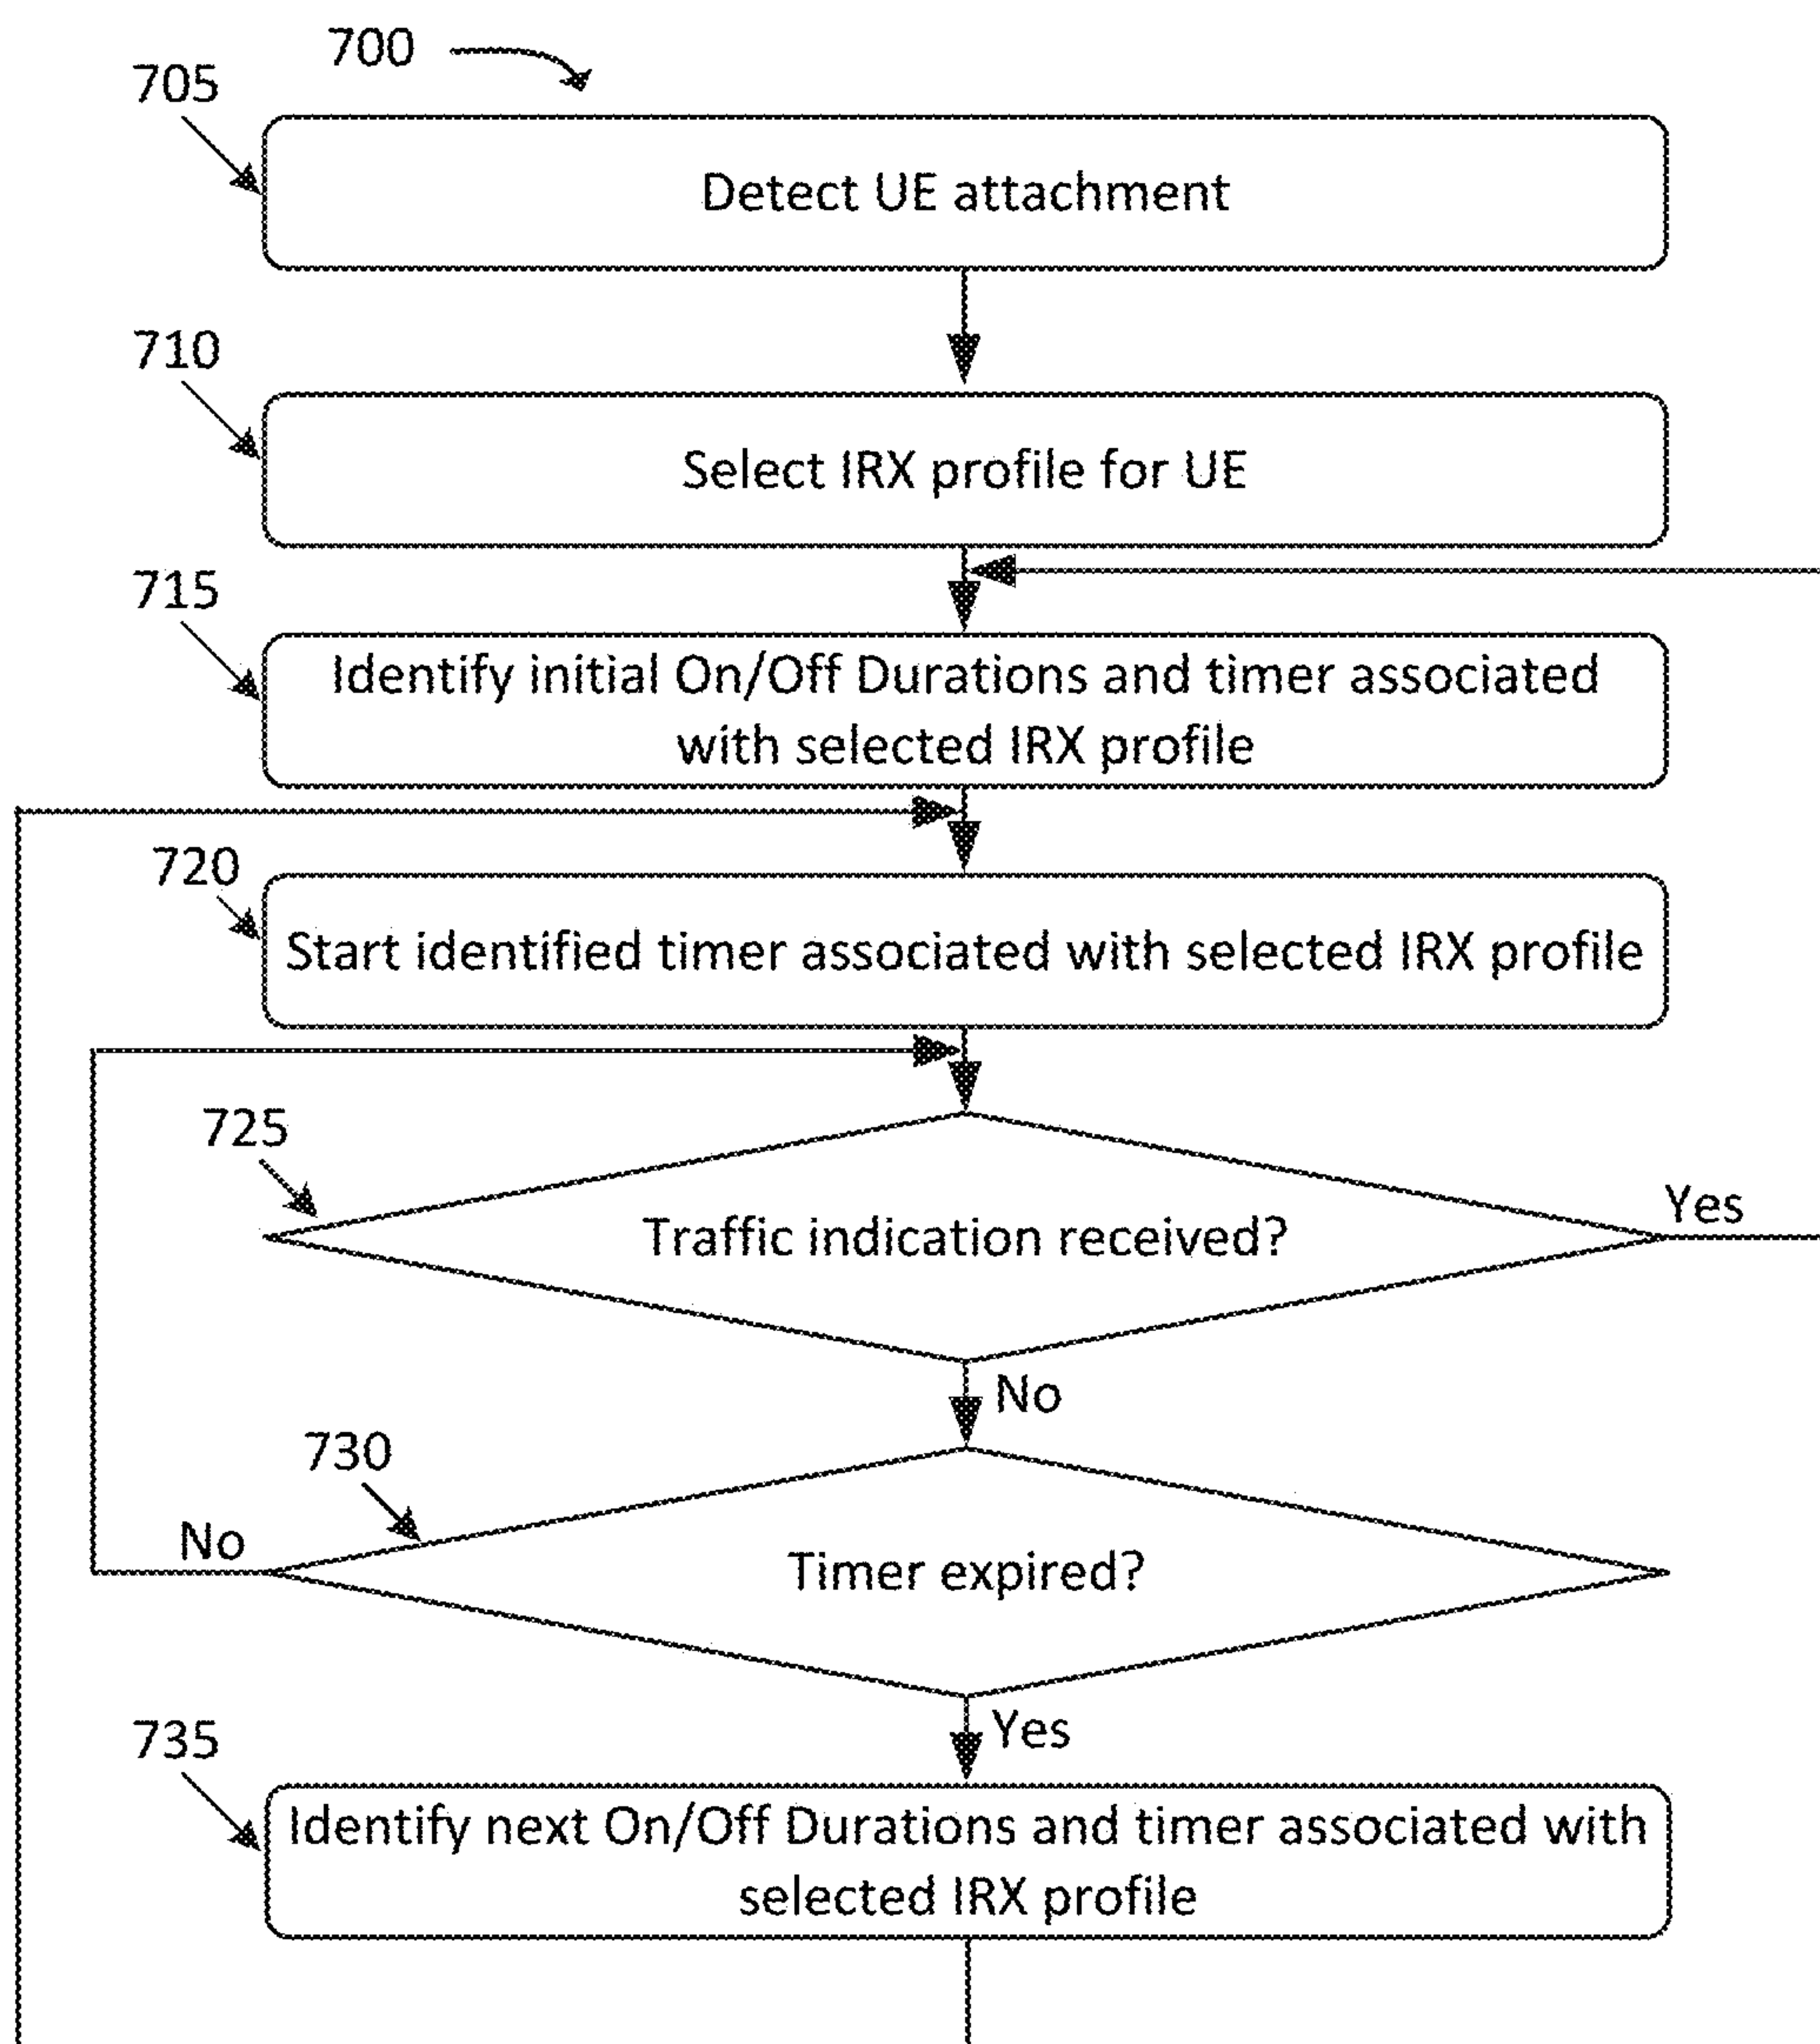 700
705
Detect UE attachment
710
Select IRX profile for UE
715
Identify initial On/Off Durations and timer associated
with selected IRX profile
720
Start identified timer associated with selected IRX profile
725
Traffic indication received?
Yes
No
730
No
Timer expired?
Yes
735
Identify next On/Off Durations and timer associated with
selected IRX profile